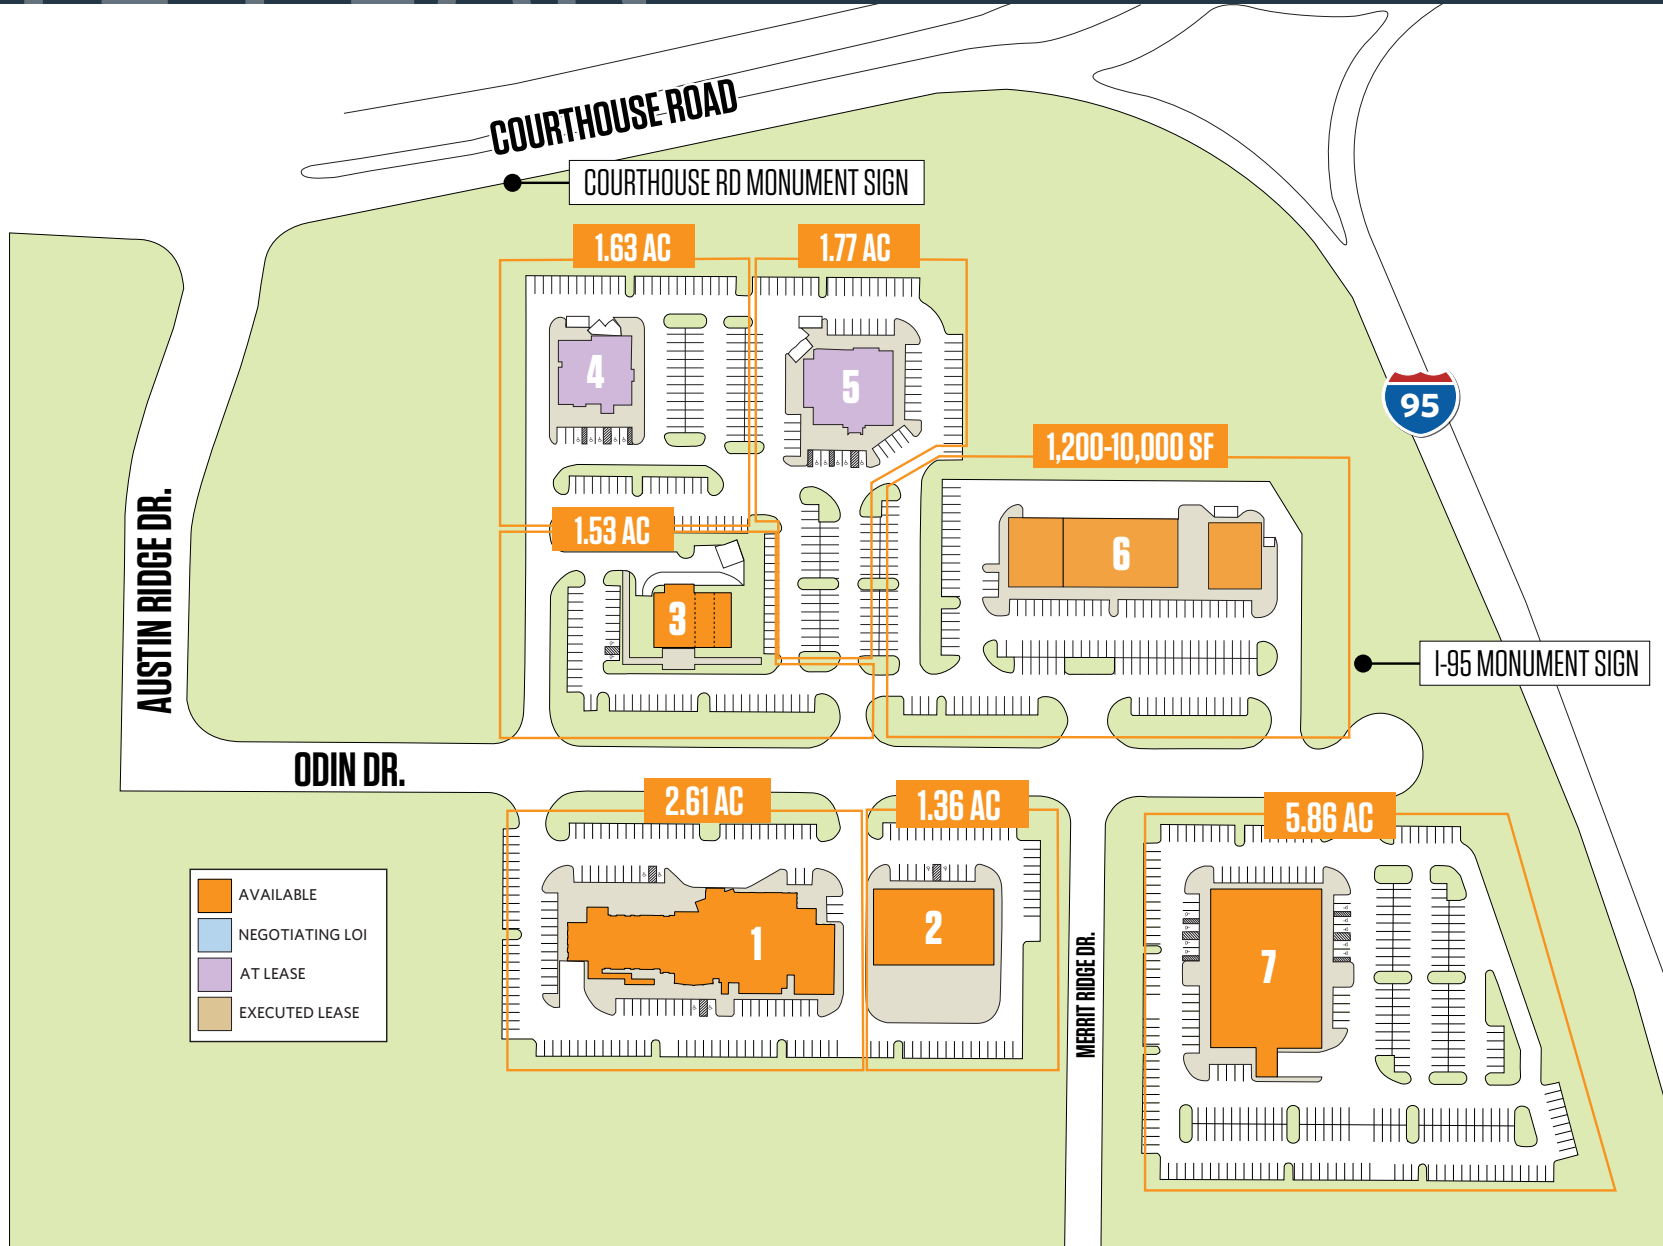 COURTHOUSE ROAD
COURTHOUSE RD MONUMENT SIGN
1.63 AC
1.77 AC
4
5
95
1,200-10,000 SF
AUSTIN RIDGE DR.
1.53 AC
6
3
I-95 MONUMENT SIGN
ODIN DR.
2.61 AC
1.36 AC
5.86 AC
AVAILABLE
NEGOTIATING LOI
AT LEASE
EXECUTED LEASE
1
2
7
MERRIT RIDGE DR.